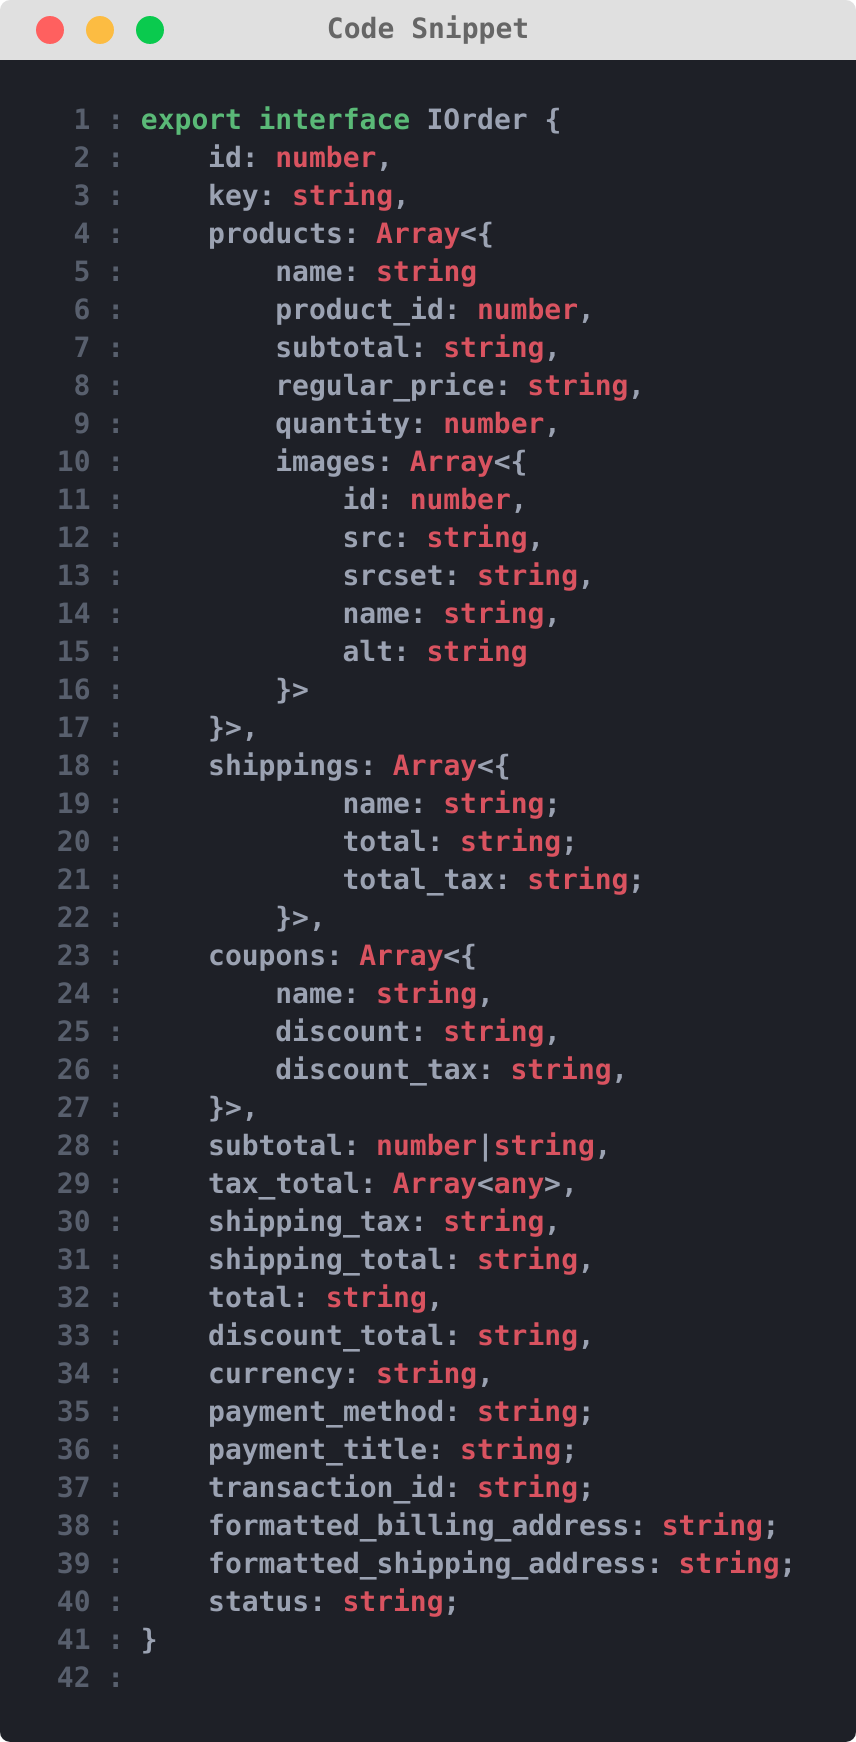 Code Snippet
1 : export interface IOrder {
2 :     id: number,
3 :     key: string,
4 :     products: Array<{
5 :         name: string
6 :         product_id: number,
7 :         subtotal: string,
8 :         regular_price: string,
9 :         quantity: number,
10 :         images: Array<{
11 :             id: number,
12 :             src: string,
13 :             srcset: string,
14 :             name: string,
15 :             alt: string
16 :         }>
17 :     }>,
18 :     shippings: Array<{
19 :             name: string;
20 :             total: string;
21 :             total_tax: string;
22 :         }>,
23 :     coupons: Array<{
24 :         name: string,
25 :         discount: string,
26 :         discount_tax: string,
27 :     }>,
28 :     subtotal: number|string,
29 :     tax_total: Array<any>,
30 :     shipping_tax: string,
31 :     shipping_total: string,
32 :     total: string,
33 :     discount_total: string,
34 :     currency: string,
35 :     payment_method: string;
36 :     payment_title: string;
37 :     transaction_id: string;
38 :     formatted_billing_address: string;
39 :     formatted_shipping_address: string;
40 :     status: string;
41 : }
42 :